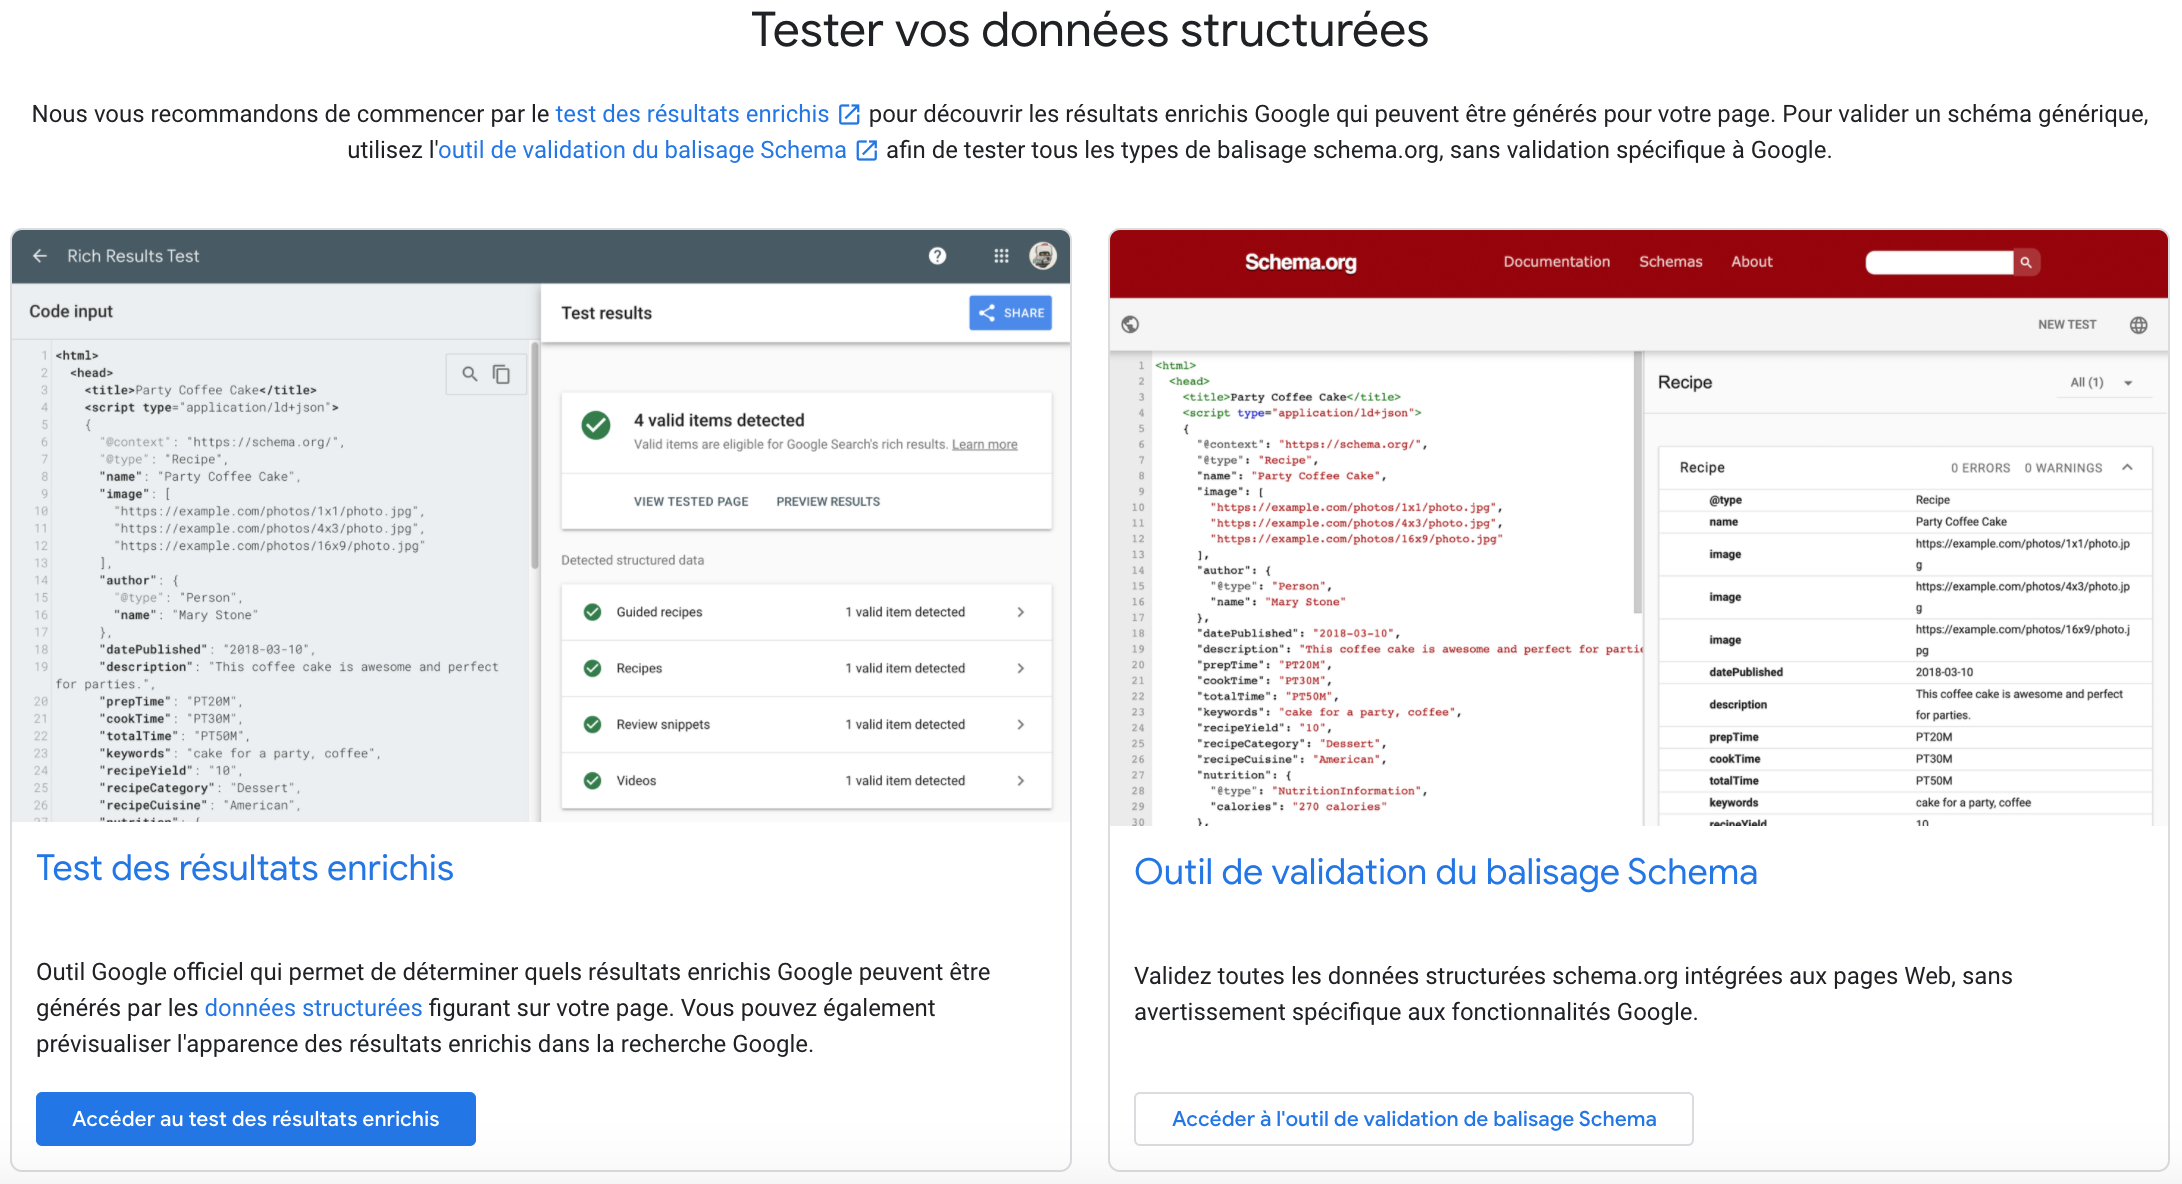 Tester vos données structurées
Nous vous recommandons de commencer par le test des résultats enrichis pour découvrir les résultats enrichis Google qui peuvent être générés pour votre page. Pour valider un schéma générique,
utilisez l'outil de validation du balisage Schema afin de tester tous les types de balisage schema.org, sans validation spécifique à Google.
Rich Results Test
Code input
1 <html>
2 <head>
3 <title>Party Coffee Cake</title>
4 <script type="application/ld+json">
5 {
6 "@context": "https://schema.org/",
7 "@type": "Recipe",
8 "name": "Party Coffee Cake",
9 "image": [
10 "https://example.com/photos/1x1/photo.jpg",
11 "https://example.com/photos/4x3/photo.jpg",
12 "https://example.com/photos/16x9/photo.jpg"
13 ],
14 "author": {
15 "@type": "Person",
16 "name": "Mary Stone"
17 },
18 "datePublished": "2018-03-10",
19 "description": "This coffee cake is awesome and perfect
for parties.",
20 "prepTime": "PT20M",
21 "cookTime": "PT30M",
22 "totalTime": "PT50M",
23 "keywords": "cake for a party, coffee",
24 "recipeYield": "10",
25 "recipeCategory": "Dessert",
26 "recipeCuisine": "American",
27 "nutrition": {
Test results
SHARE
4 valid items detected
Valid items are eligible for Google Search's rich results. Learn more
VIEW TESTED PAGE PREVIEW RESULTS
Detected structured data
Guided recipes 1 valid item detected
Recipes 1 valid item detected
Review snippets 1 valid item detected
Videos 1 valid item detected
Test des résultats enrichis
Outil Google officiel qui permet de déterminer quels résultats enrichis Google peuvent être
générés par les données structurées figurant sur votre page. Vous pouvez également
prévisualiser l'apparence des résultats enrichis dans la recherche Google.
Accéder au test des résultats enrichis
Schema.org
Documentation Schemas About
NEW TEST
1 <html>
2 <head>
3 <title>Party Coffee Cake</title>
4 <script type="application/ld+json">
5 {
6 "@context": "https://schema.org/",
7 "@type": "Recipe",
8 "name": "Party Coffee Cake",
9 "image": [
10 "https://example.com/photos/1x1/photo.jpg",
11 "https://example.com/photos/4x3/photo.jpg",
12 "https://example.com/photos/16x9/photo.jpg"
13 ],
14 "author": {
15 "@type": "Person",
16 "name": "Mary Stone"
17 },
18 "datePublished": "2018-03-10",
19 "description": "This coffee cake is awesome and perfect for partie
20 "prepTime": "PT20M",
21 "cookTime": "PT30M",
22 "totalTime": "PT50M",
23 "keywords": "cake for a party, coffee",
24 "recipeYield": "10",
25 "recipeCategory": "Dessert",
26 "recipeCuisine": "American",
27 "nutrition": {
28 "@type": "NutritionInformation",
29 "calories": "270 calories"
30 },
Recipe All (1)
Recipe 0 ERRORS 0 WARNINGS
@type Recipe
name Party Coffee Cake
image https://example.com/photos/1x1/photo.jp
g
image https://example.com/photos/4x3/photo.jp
g
image https://example.com/photos/16x9/photo.j
pg
datePublished 2018-03-10
description This coffee cake is awesome and perfect
for parties.
prepTime PT20M
cookTime PT30M
totalTime PT50M
keywords cake for a party, coffee
recipeYield 10
Outil de validation du balisage Schema
Validez toutes les données structurées schema.org intégrées aux pages Web, sans
avertissement spécifique aux fonctionnalités Google.
Accéder à l'outil de validation de balisage Schema